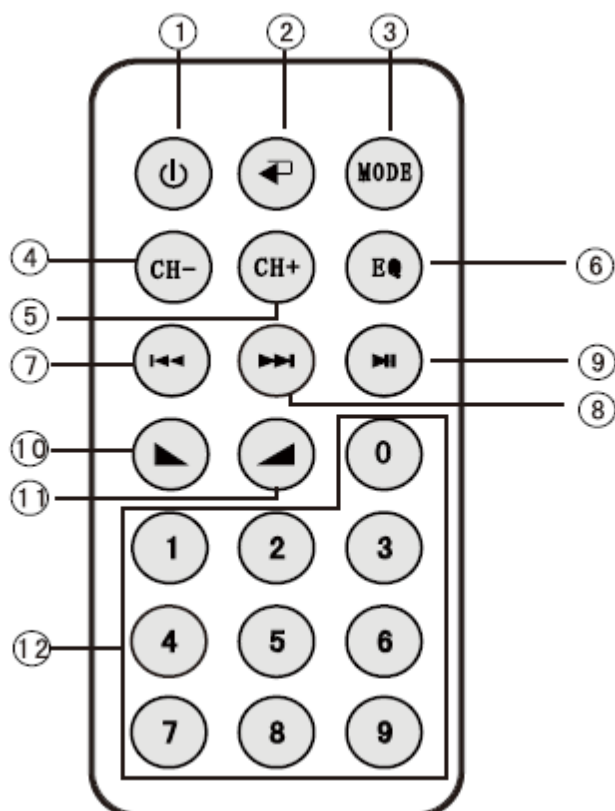 ① ② ③
MODE
④ CH- CH+ EQ ⑥
⑤
⑦ ⑨
⑧
⑩ 0
⑪
1 2 3
⑫ 4 5 6
7 8 9